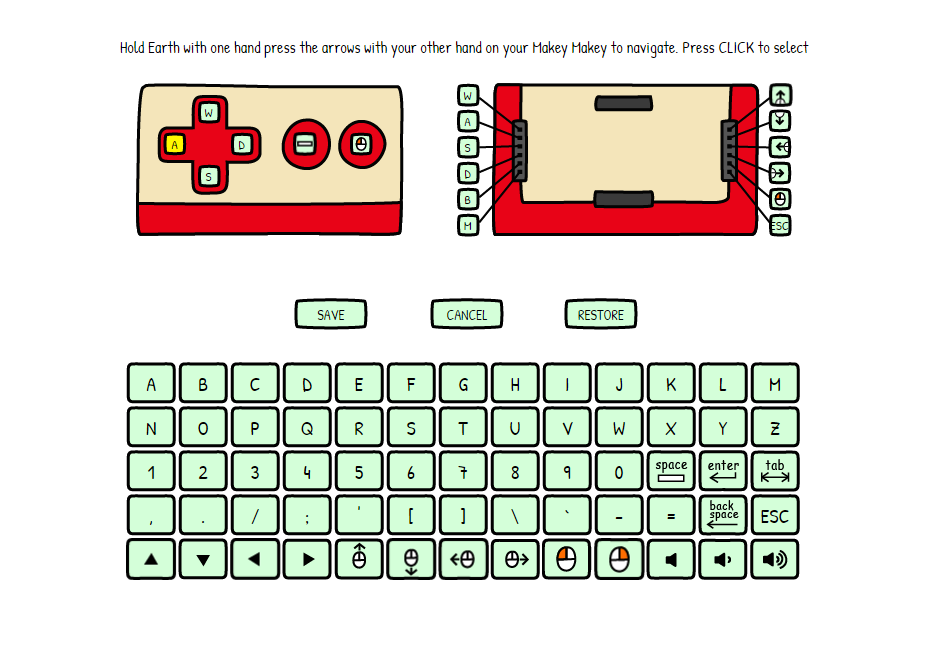 Hold Earth with one hand press the arrows with your other hand on your Makey Makey to navigate. Press CLICK to select
W
A D
S
W
A
S
D
B
M
ESC
SAVE CANCEL RESTORE
A B C D E F G H I J K L M
N O P Q R S T U V W X Y Z
1 2 3 4 5 6 7 8 9 0 space enter tab
, . / ; ' [ ] \ ` - = back space ESC